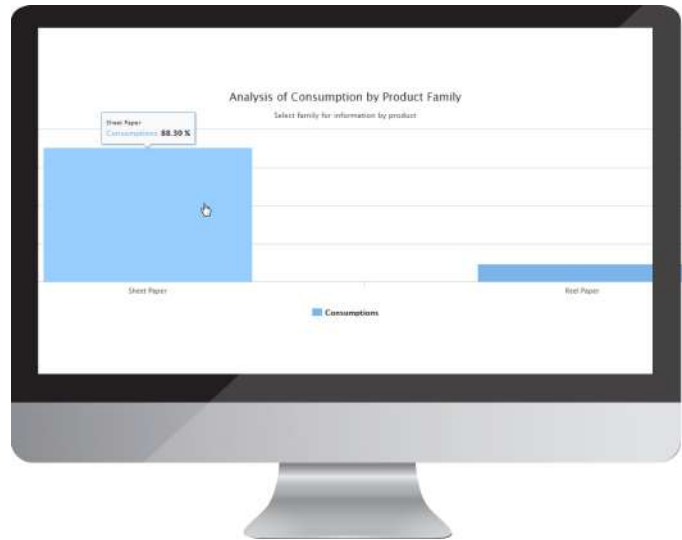 Analysis of Consumption by Product Family
Select family for information by product
Sheet Paper
Consumptions 88.30 %
Sheet Paper
Reel Paper
Consumptions